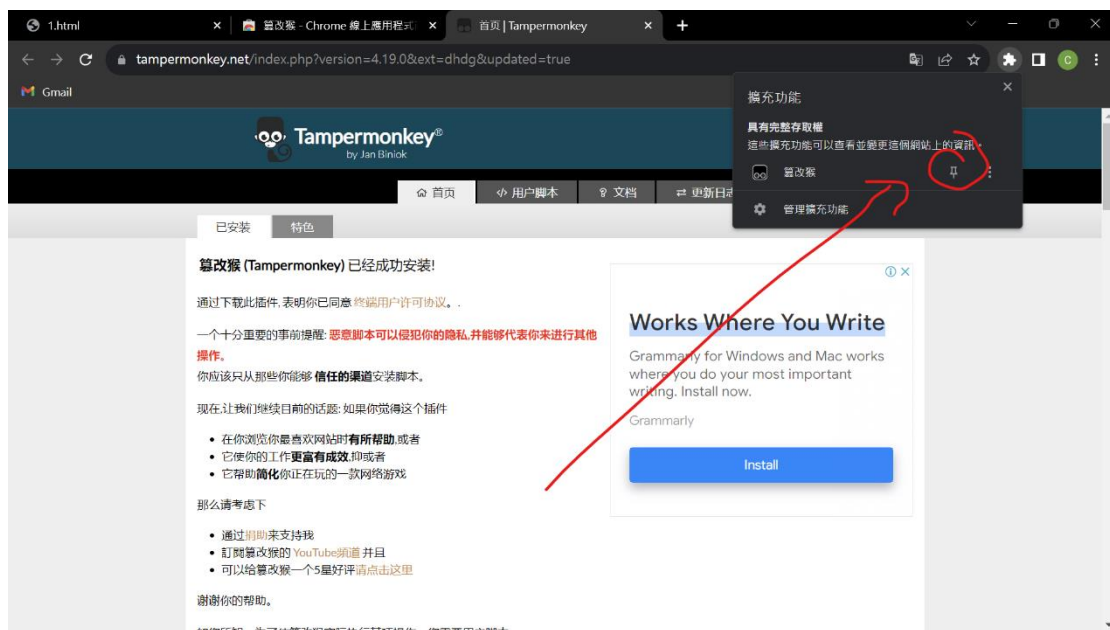 1.html
篡改猴 - Chrome 線上應用程式
首页 | Tampermonkey
tampermonkey.net/index.php?version=4.19.0&ext=dhdg&updated=true
C
Gmail
擴充功能
具有完整存取權
這些擴充功能可以查看並變更這個網站上的資訊。
篡改猴
管理擴充功能
Tampermonkey®
by Jan Biniok
首页
用户脚本
文档
更新日志
已安装
特色
篡改猴 (Tampermonkey) 已经成功安装!
通过下载此插件, 表明你已同意 终端用户许可协议。.
一个十分重要的事前提醒: 恶意脚本可以侵犯你的隐私,并能够代表你来进行其他
操作。
你应该只从那些你能够 信任的渠道安装脚本。
现在,让我们继续目前的话题: 如果你觉得这个插件
在你浏览你最喜欢网站时有所帮助,或者
它使你的工作更富有成效,抑或者
它帮助简化你正在玩的一款网络游戏
那么请考虑下
通过捐助来支持我
訂閱篡改猴的 YouTube頻道 并且
可以给篡改猴一个5星好评请点击这里
谢谢你的帮助。
Works Where You Write
Grammarly for Windows and Mac works
where you do your most important
writing. Install now.
Grammarly
Install